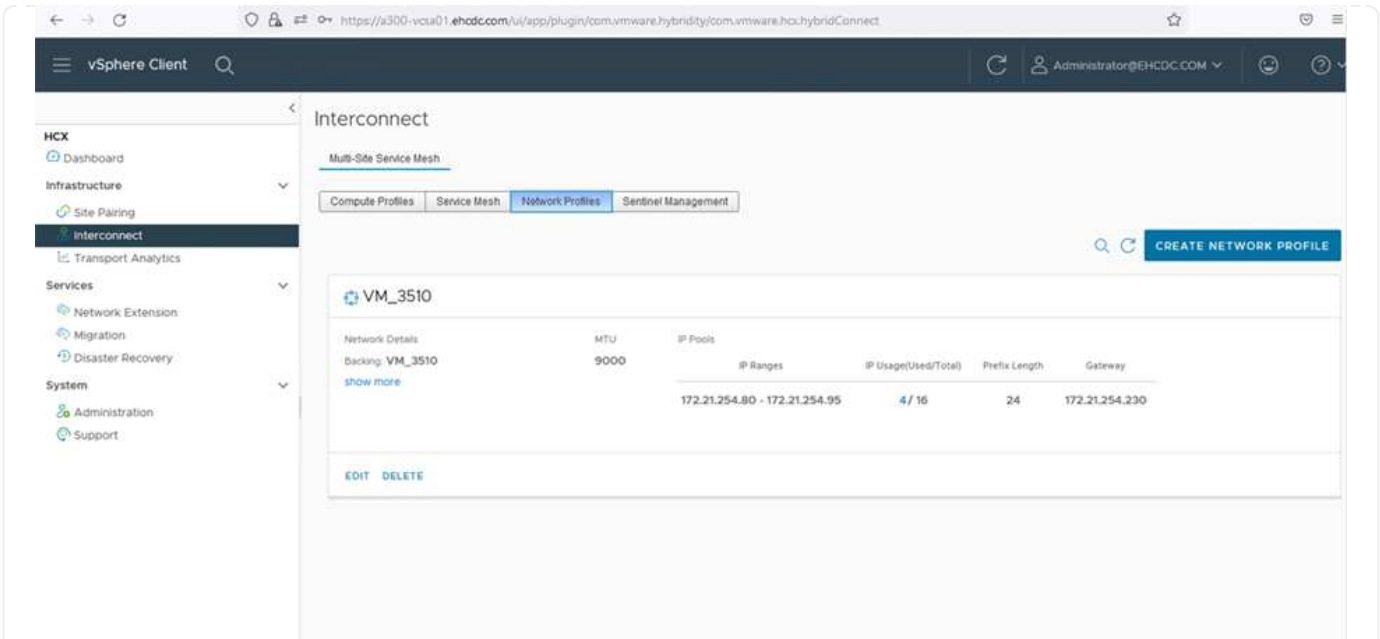 https://a300-vcsa01.ehcdc.com/ui/app/plugin/com.vmware.hybridity/com.vmware.hcx.hybridConnect
vSphere Client
Administrator@EHCDC.COM
HCX
Dashboard
Infrastructure
Site Pairing
Interconnect
Transport Analytics
Services
Network Extension
Migration
Disaster Recovery
System
Administration
Support
Interconnect
Multi-Site Service Mesh
Compute Profiles Service Mesh Network Profiles Sentinel Management
CREATE NETWORK PROFILE
VM_3510
Network Details MTU IP Pools
Backing: VM_3510 9000
IP Ranges IP Usage(Used/Total) Prefix Length Gateway
show more
172.21.254.80 - 172.21.254.95 4/ 16 24 172.21.254.230
EDIT DELETE